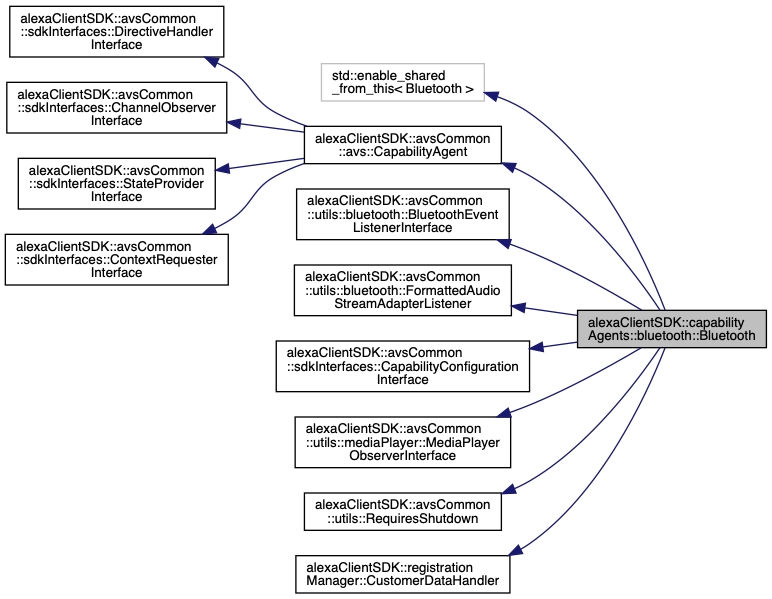 alexaClientSDK::avsCommon
::sdkInterfaces::DirectiveHandler
Interface
alexaClientSDK::avsCommon
::sdkInterfaces::ChannelObserver
Interface
alexaClientSDK::avsCommon
::sdkInterfaces::StateProvider
Interface
alexaClientSDK::avsCommon
::sdkInterfaces::ContextRequester
Interface
std::enable_shared
_from_this< Bluetooth >
alexaClientSDK::avsCommon
::avs::CapabilityAgent
alexaClientSDK::avsCommon
::utils::bluetooth::BluetoothEvent
ListenerInterface
alexaClientSDK::avsCommon
::utils::bluetooth::FormattedAudio
StreamAdapterListener
alexaClientSDK::avsCommon
::sdkInterfaces::CapabilityConfiguration
Interface
alexaClientSDK::avsCommon
::utils::mediaPlayer::MediaPlayer
ObserverInterface
alexaClientSDK::avsCommon
::utils::RequiresShutdown
alexaClientSDK::registration
Manager::CustomerDataHandler
alexaClientSDK::capability
Agents::bluetooth::Bluetooth